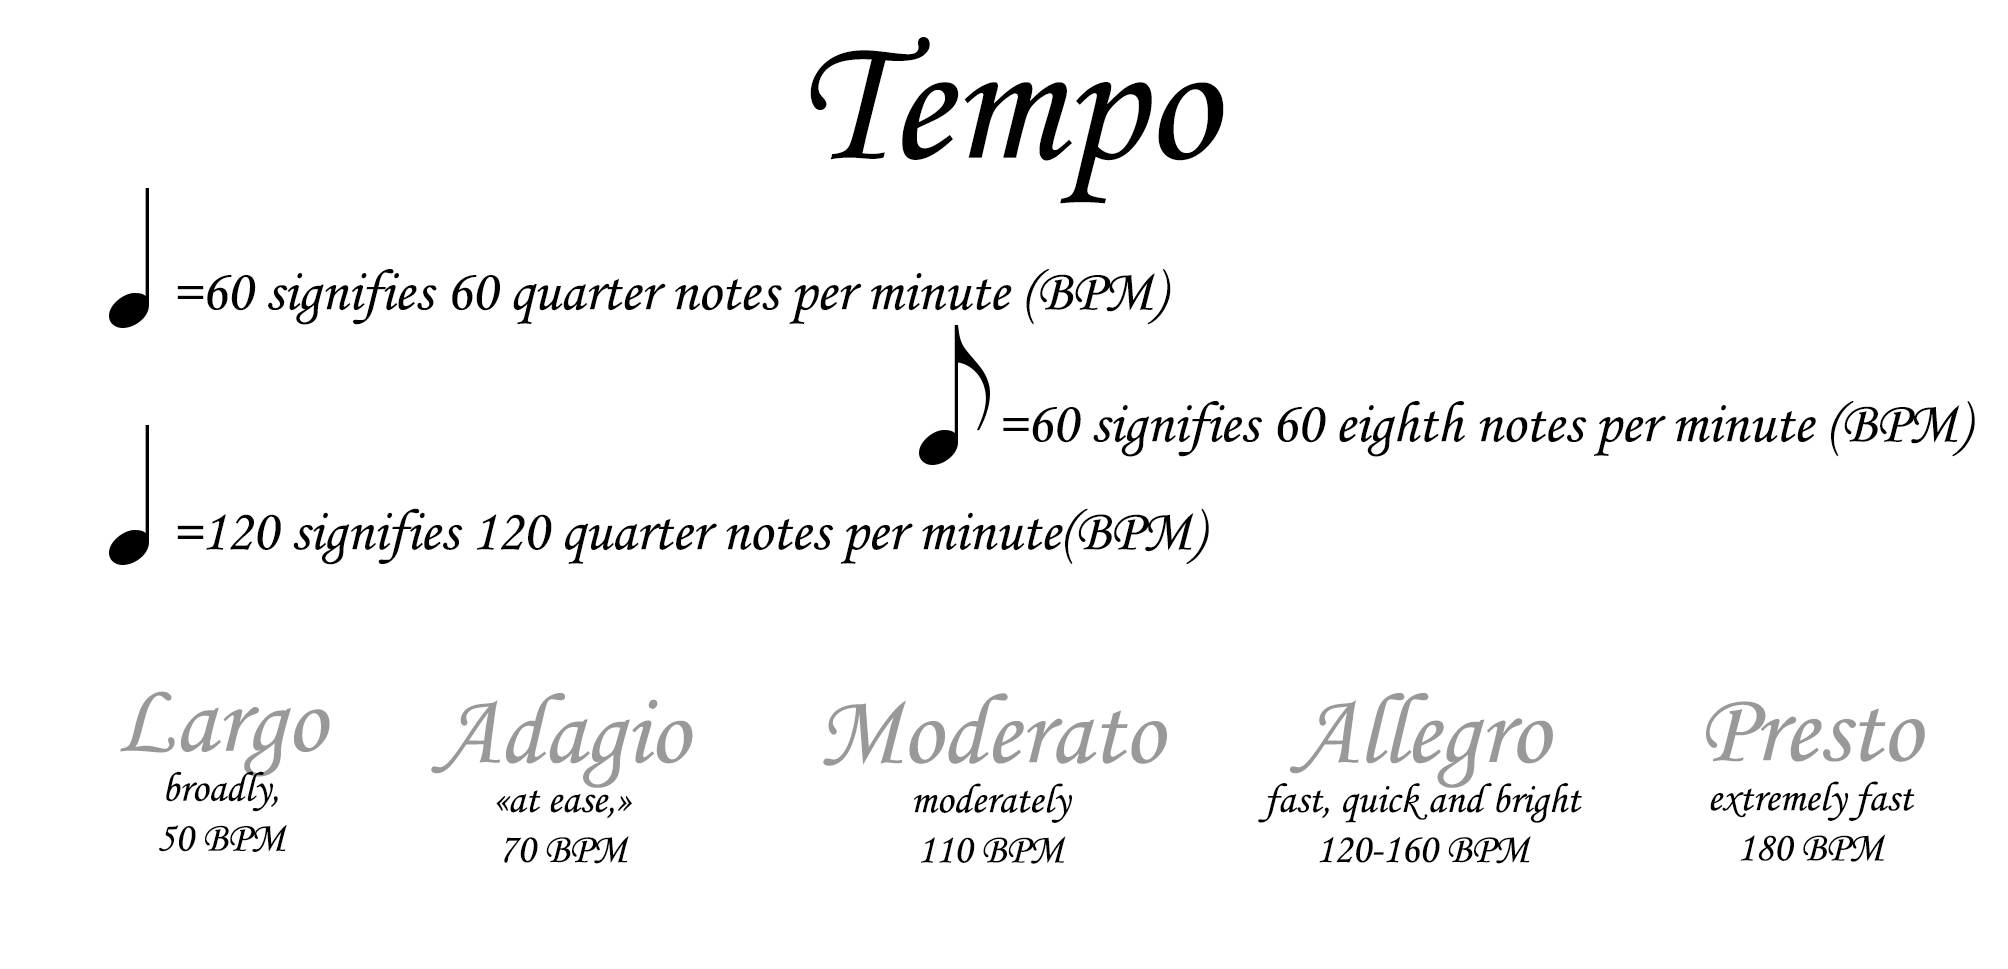 Tempo
=60 signifies 60 quarter notes per minute (BPM)
=60 signifies 60 eighth notes per minute (BPM)
=120 signifies 120 quarter notes per minute(BPM)
Largo
broadly,
50 BPM
Adagio
«at ease,»
70 BPM
Moderato
moderately
110 BPM
Allegro
fast, quick and bright
120-160 BPM
Presto
extremely fast
180 BPM